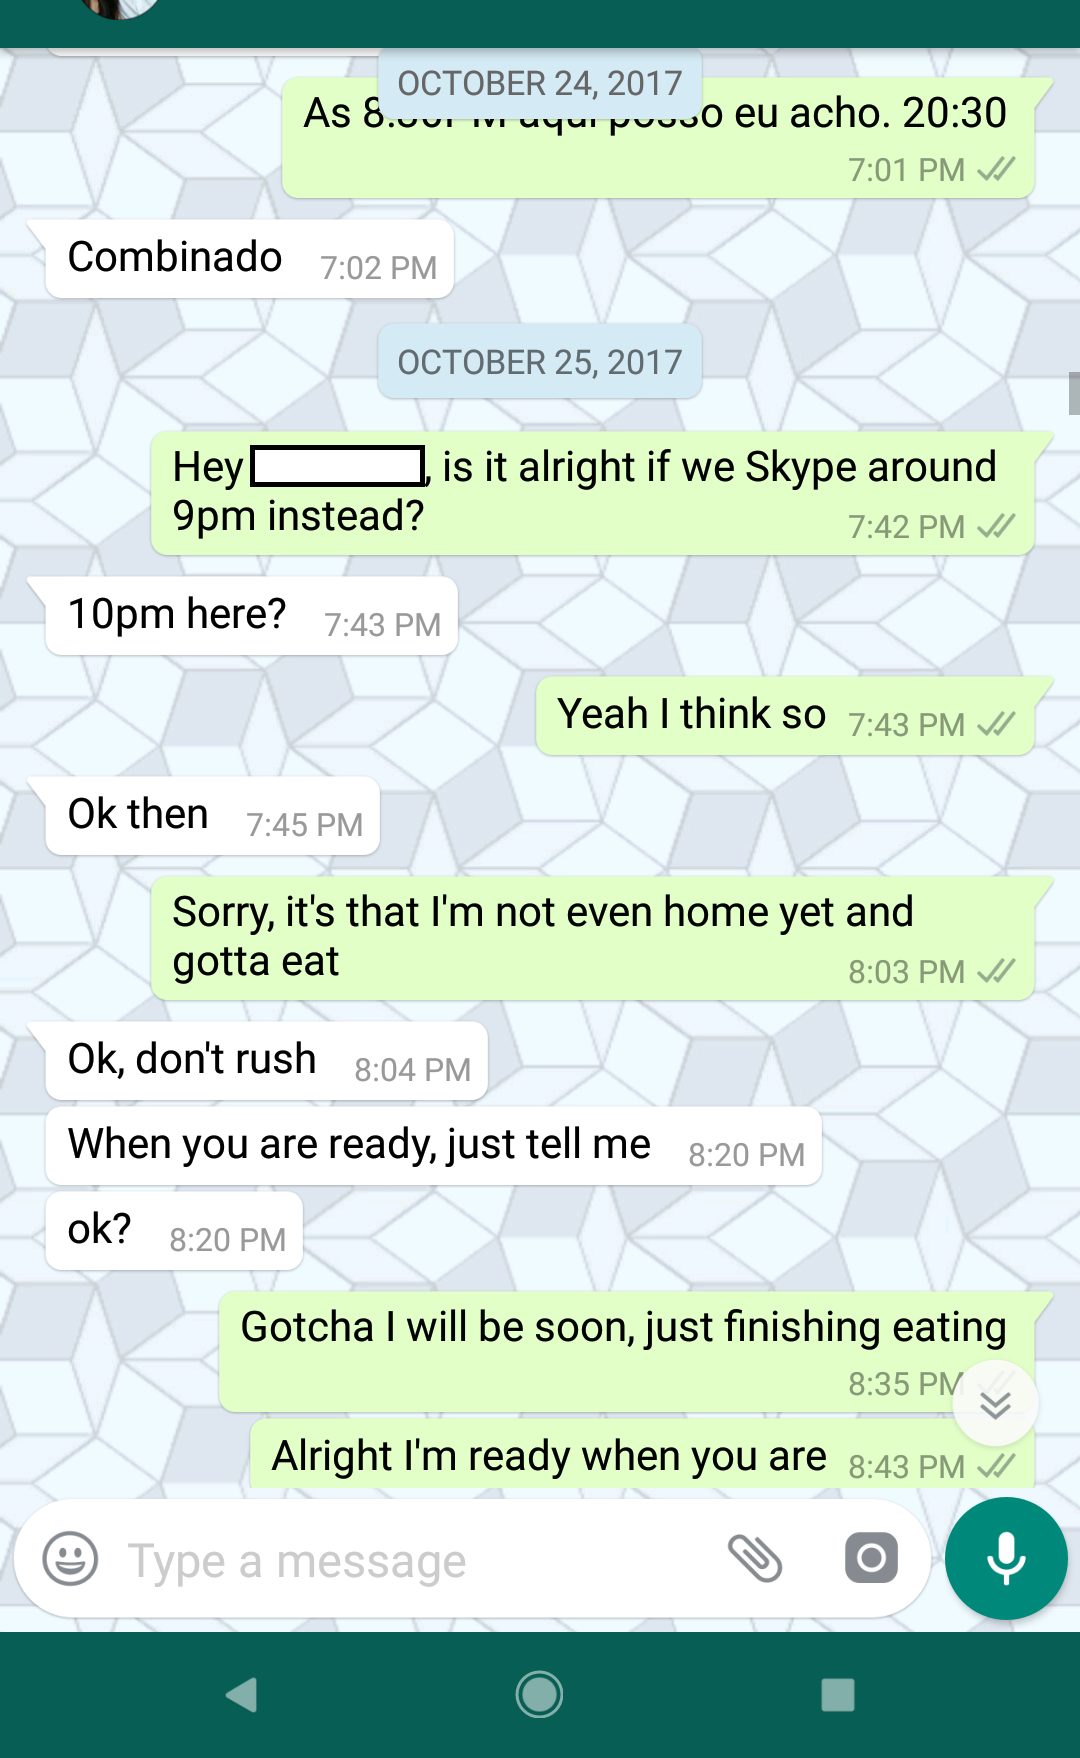 OCTOBER 24, 2017
As aqui posso eu acho. 20:30
7:01 PM
Combinado 7:02 PM
OCTOBER 25, 2017
Hey , is it alright if we Skype around
9pm instead?
7:42 PM
10pm here? 7:43 PM
Yeah I think so 7:43 PM
Ok then 7:45 PM
Sorry, it's that I'm not even home yet and
gotta eat
8:03 PM
Ok, don't rush 8:04 PM
When you are ready, just tell me 8:20 PM
ok? 8:20 PM
Gotcha I will be soon, just finishing eating
8:35 PM
Alright I'm ready when you are 8:43 PM
Type a message